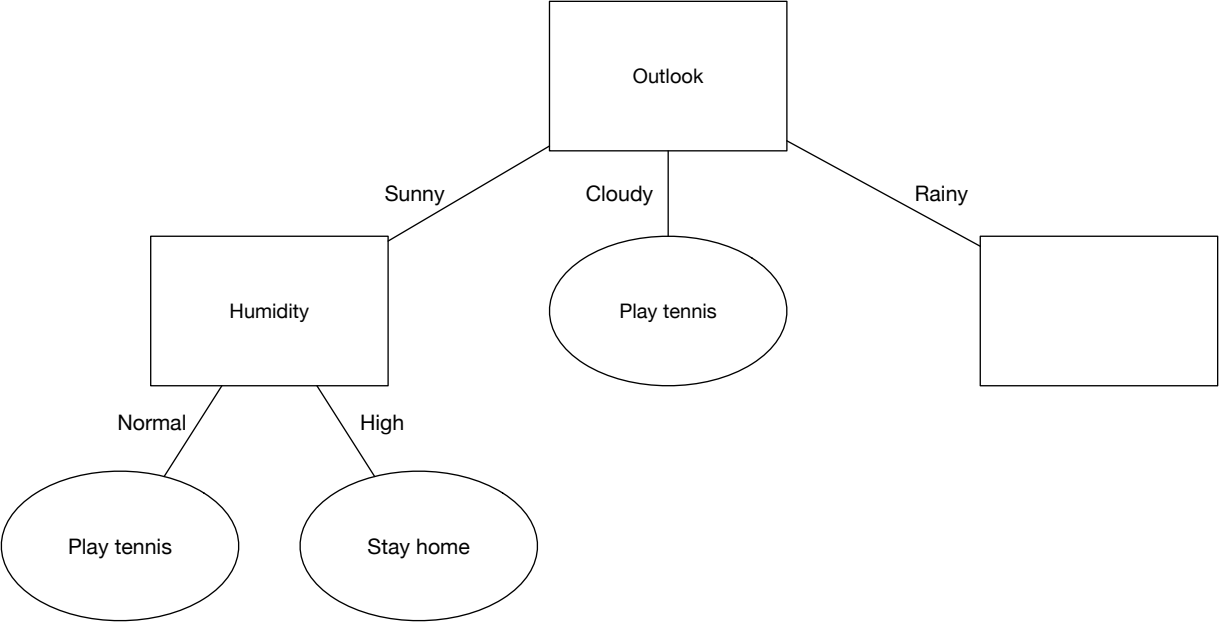 Outlook
Sunny
Cloudy
Rainy
Humidity
Play tennis
Normal
High
Play tennis
Stay home